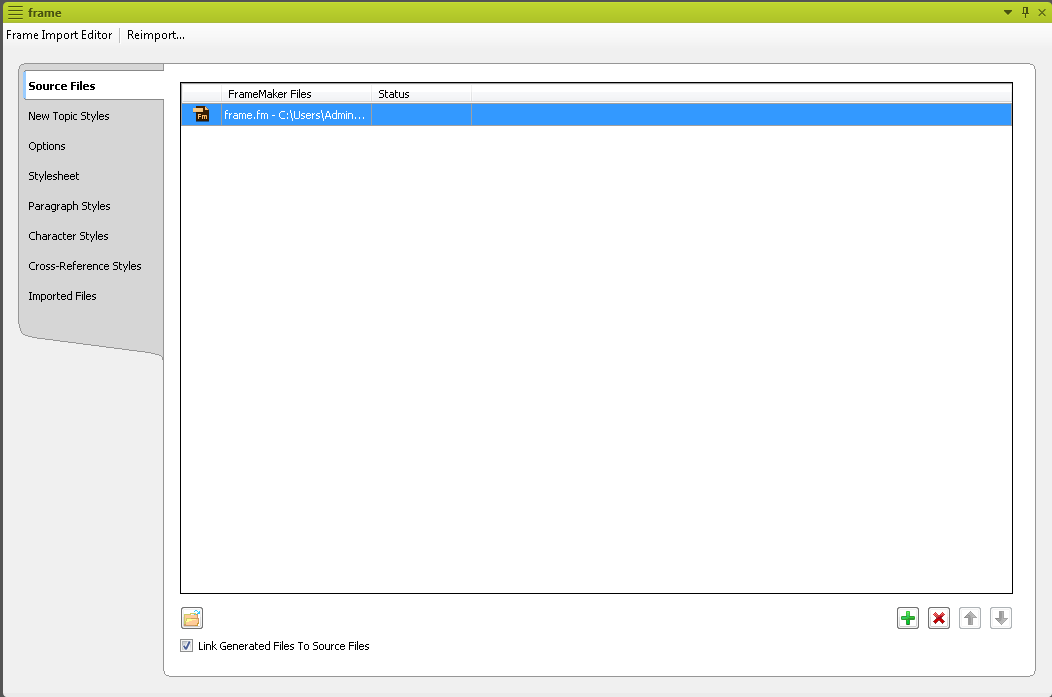 frame
Frame Import Editor Reimport...
Source Files
New Topic Styles
Options
Stylesheet
Paragraph Styles
Character Styles
Cross-Reference Styles
Imported Files
FrameMaker Files Status
Fm frame.fm - C:\Users\Admin...
Link Generated Files To Source Files